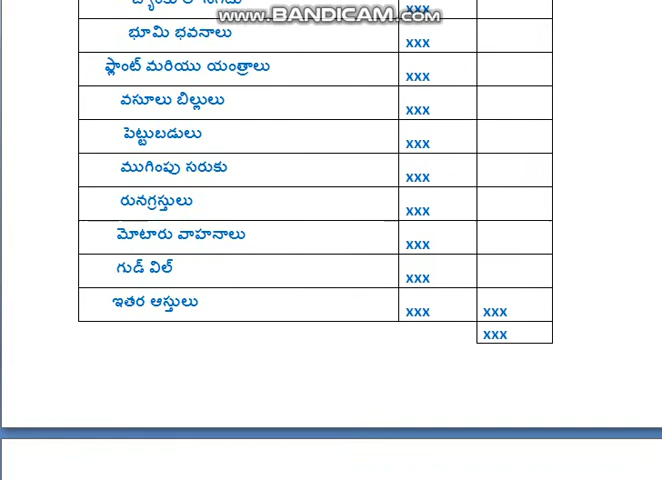 www.BANDICAM.com
xxx
భూమి భవనాలు xxx
ప్లాంట్ మరియు యంత్రాలు xxx
వసూలు బిల్లులు xxx
పెట్టుబడులు xxx
ముగింపు సరుకు xxx
రునగ్రస్తులు xxx
మోటారు వాహనాలు xxx
గుడ్ విల్ xxx
ఇతర ఆస్తులు xxx xxx
xxx